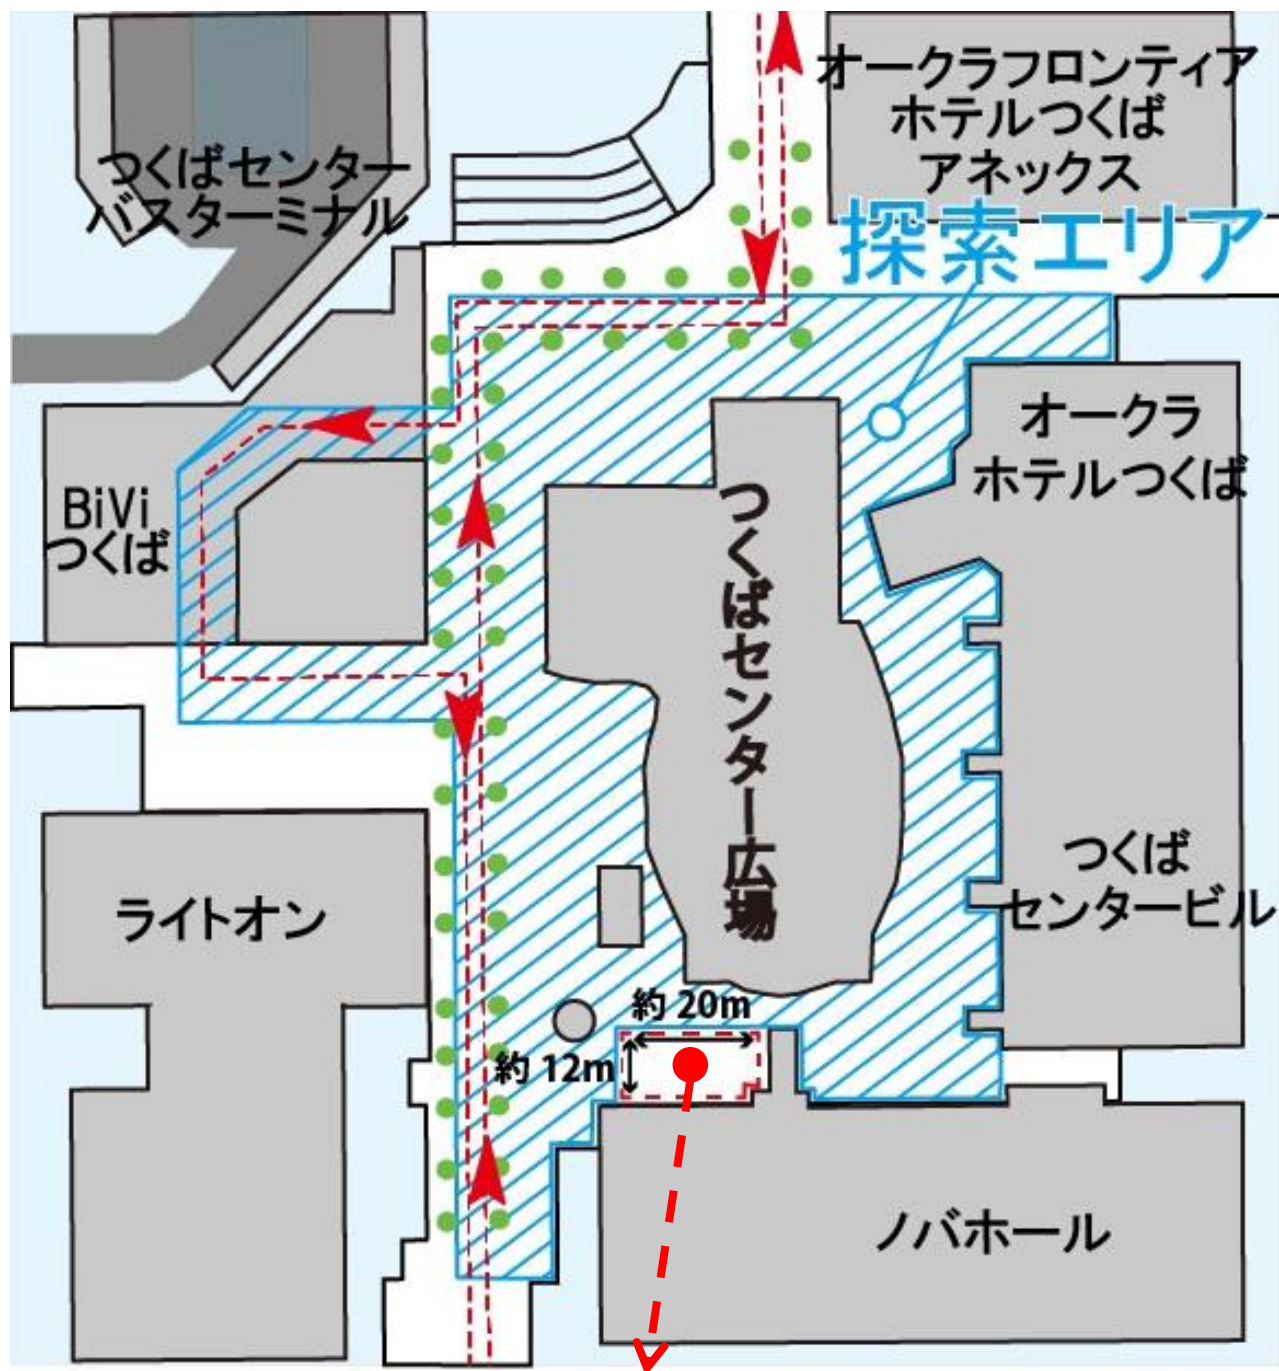 オークラフロンティア
ホテルつくば
アネックス
つくばセンター
バスターミナル
探索エリア
オークラ
ホテルつくば
BiVi
つくば
つくばセンター広場
つくば
センタービル
ライトオン
約 20m
約 12m
ノバホール